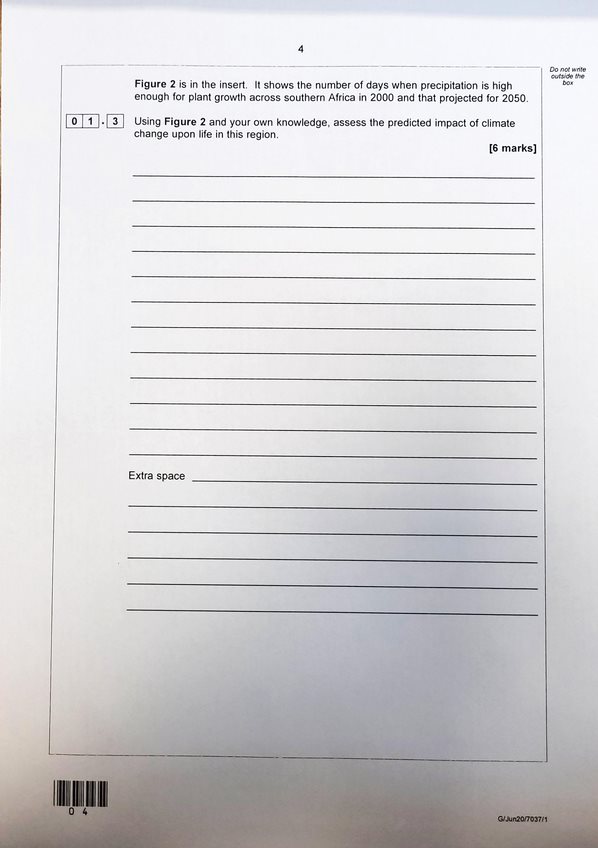 4
Do not write
outside the
box
Figure 2 is in the insert. It shows the number of days when precipitation is high
enough for plant growth across southern Africa in 2000 and that projected for 2050.
0 1 . 3 Using Figure 2 and your own knowledge, assess the predicted impact of climate
change upon life in this region.
[6 marks]
Extra space
0 4
G/Jun20/7037/1